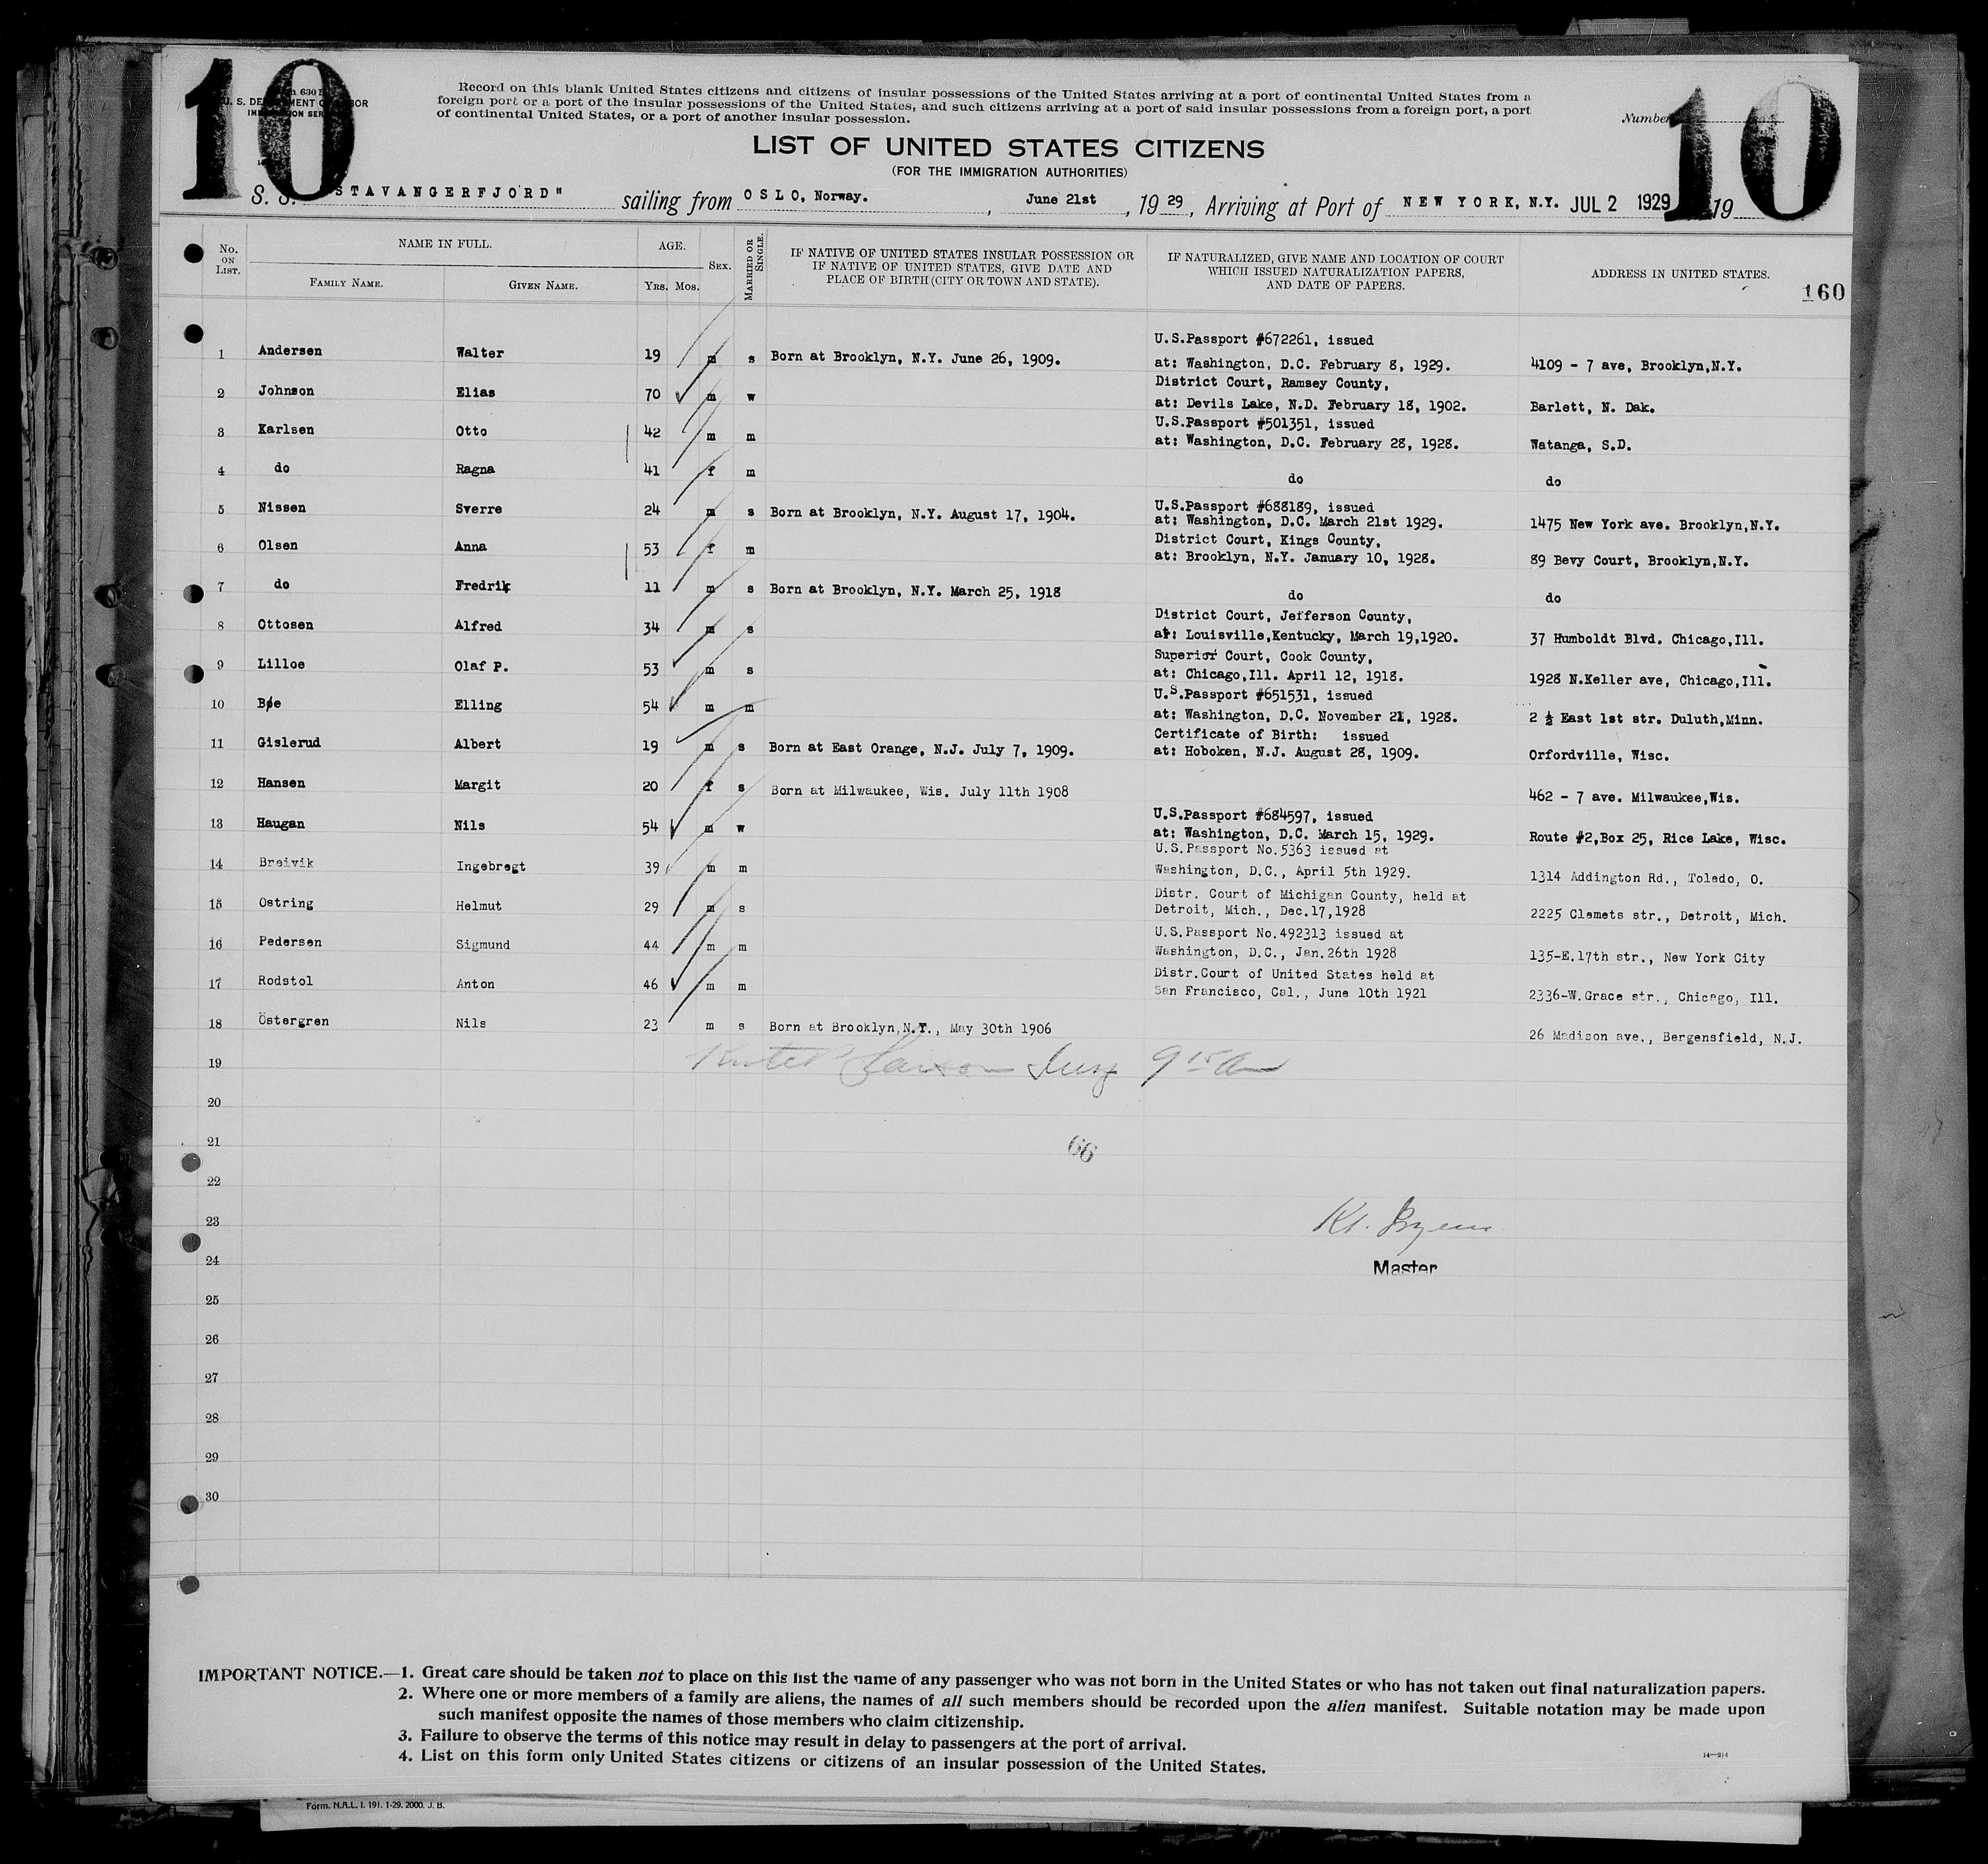 10
10
Record on this blank United States citizens and citizens of insular possessions of the United States arriving at a port of continental United States from a
foreign port or a port of the insular possessions of the United States, and such citizens arriving at a port of said insular possessions from a foreign port, a port
of continental United States, or a port of another insular possession.
Number
LIST OF UNITED STATES CITIZENS
(FOR THE IMMIGRATION AUTHORITIES)
S. S. STAVANGERFJORD" sailing from OSLO, Norway. , June 21st , 19 29 , Arriving at Port of NEW YORK, N.Y. JUL 2 1929 19
No. ON LIST. NAME IN FULL. AGE. SEX. MARRIED OR SINGLE. IF NATIVE OF UNITED STATES INSULAR POSSESSION OR IF NATIVE OF UNITED STATES, GIVE DATE AND PLACE OF BIRTH (CITY OR TOWN AND STATE). IF NATURALIZED, GIVE NAME AND LOCATION OF COURT WHICH ISSUED NATURALIZATION PAPERS, AND DATE OF PAPERS. ADDRESS IN UNITED STATES.
FAMILY NAME. GIVEN NAME. YRS. MOS.
160
1 Andersen Walter 19 m s Born at Brooklyn, N.Y. June 26, 1909. U.S.Passport #672261, issued at: Washington, D.C. February 8, 1929. 4109 - 7 ave, Brooklyn,N.Y.
2 Johnson Elias 70 m w District Court, Ramsey County, at: Devils Lake, N.D. February 18, 1902. Barlett, N. Dak.
3 Karlsen Otto 42 m m U.S.Passport #501351, issued at: Washington, D.C. February 28, 1928. Watanga, S.D.
4 do Ragna 41 f m do do
5 Nissen Sverre 24 m s Born at Brooklyn, N.Y. August 17, 1904. U.S.Passport #688189, issued at: Washington, D.C. March 21st 1929. 1475 New York ave. Brooklyn,N.Y.
6 Olsen Anna 53 f m District Court, Kings County, at: Brooklyn, N.Y. January 10, 1928. 89 Bevy Court, Brooklyn,N.Y.
7 do Fredrik 11 m s Born at Brooklyn, N.Y. March 25, 1918 do do
8 Ottosen Alfred 34 m s District Court, Jefferson County, at: Louisville,Kentucky, March 19,1920. 37 Humboldt Blvd. Chicago,Ill.
9 Lilloe Olaf P. 53 m s Superior Court, Cook County, at: Chicago,Ill. April 12, 1918. 1928 N.Keller ave, Chicago,Ill.
10 Bøe Elling 54 m m U.S.Passport #651531, issued at: Washington, D.C. November 21, 1928. 2 ½ East 1st str. Duluth,Minn.
11 Gislerud Albert 19 m s Born at East Orange, N.J. July 7, 1909. Certificate of Birth: issued at: Hoboken, N.J. August 28, 1909. Orfordville, Wisc.
12 Hansen Margit 20 f s Born at Milwaukee, Wis. July 11th 1908 462 - 7 ave. Milwaukee,Wis.
13 Haugan Nils 54 m w U.S.Passport #684597, issued at: Washington, D.C. March 15, 1929. Route #2,Box 25, Rice Lake, Wisc.
14 Breivik Ingebregt 39 m m U.S.Passport No.5363 issued at Washington, D.C., April 5th 1929. 1314 Addington Rd., Toledo, O.
15 Ostring Helmut 29 m s Distr. Court of Michigan County, held at Detroit, Mich., Dec.17,1928 2225 Clemets str., Detroit, Mich.
16 Pedersen Sigmund 44 m m U.S.Passport No.492313 issued at Washington, D.C., Jan.26th 1928 135-E.17th str., New York City
17 Rodstol Anton 46 m m Distr.Court of United States held at San Francisco, Cal., June 10th 1921 2336-W.Grace str., Chicago, Ill.
18 Östergren Nils 23 m s Born at Brooklyn,N.Y., May 30th 1906 26 Madison ave., Bergensfield, N.J.
19
20
21
66
22
23
24
Master
25
26
27
28
29
30
IMPORTANT NOTICE.—1. Great care should be taken not to place on this list the name of any passenger who was not born in the United States or who has not taken out final naturalization papers.
2. Where one or more members of a family are aliens, the names of all such members should be recorded upon the alien manifest. Suitable notation may be made upon
such manifest opposite the names of those members who claim citizenship.
3. Failure to observe the terms of this notice may result in delay to passengers at the port of arrival.
4. List on this form only United States citizens or citizens of an insular possession of the United States.
14—214
Form. N.A.L. I. 191. 1-29. 2000. J. B.